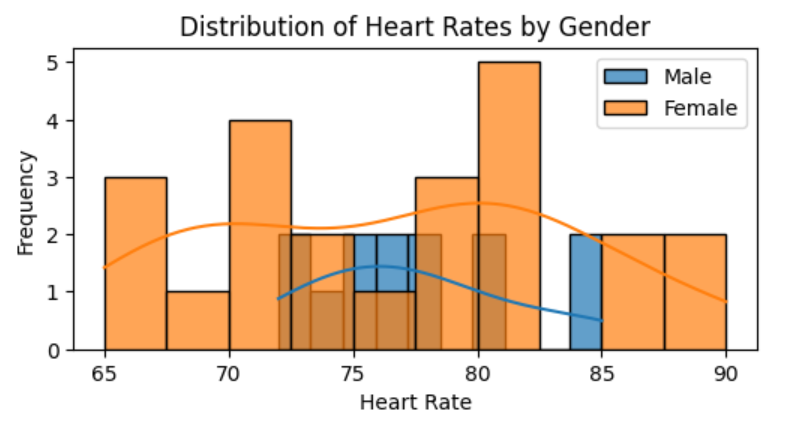 Distribution of Heart Rates by Gender
Frequency
5
4
3
2
1
0
Male
Female
65 70 75 80 85 90
Heart Rate